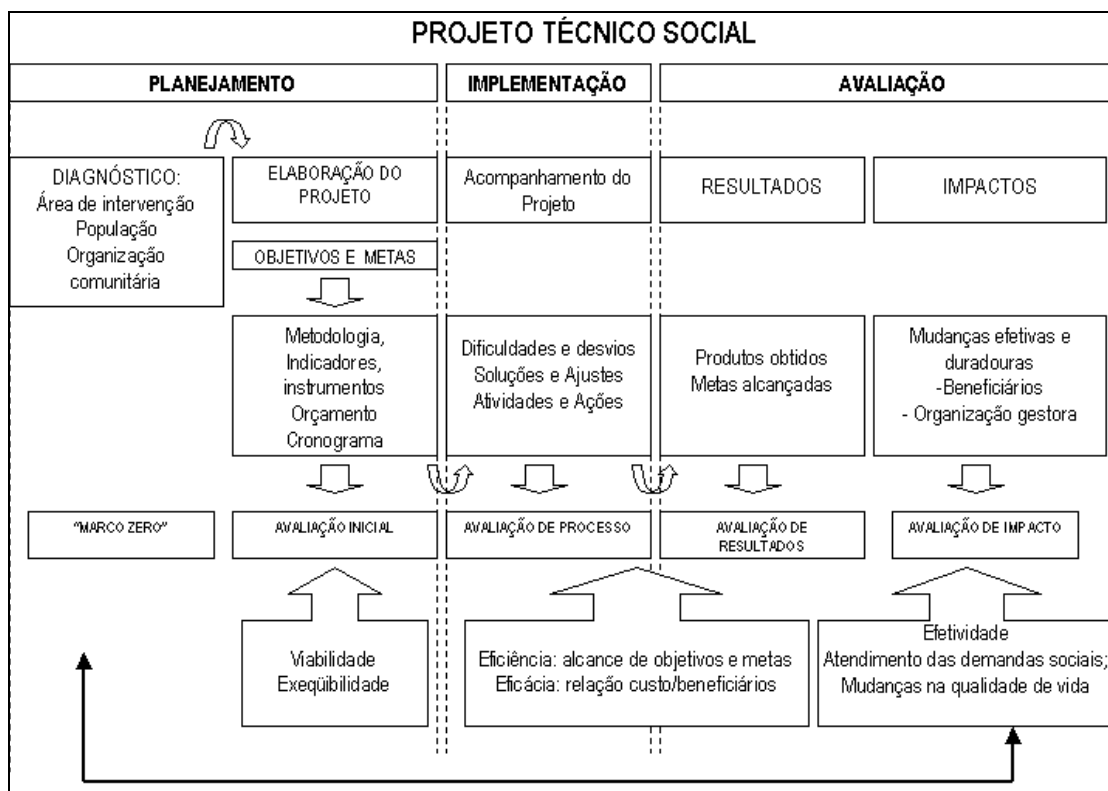 PROJETO TÉCNICO SOCIAL
PLANEJAMENTO
IMPLEMENTAÇÃO
AVALIAÇÃO
DIAGNÓSTICO:
Área de intervenção
População
Organização
comunitária
ELABORAÇÃO DO
PROJETO
Acompanhamento do
Projeto
RESULTADOS
IMPACTOS
OBJETIVOS E METAS
Metodologia,
Indicadores,
instrumentos
Orçamento
Cronograma
Dificuldades e desvios
Soluções e Ajustes
Atividades e Ações
Produtos obtidos
Metas alcançadas
Mudanças efetivas e
duradouras
-Beneficiários
- Organização gestora
"MARCO ZERO"
AVALIAÇÃO INICIAL
AVALIAÇÃO DE PROCESSO
AVALIAÇÃO DE
RESULTADOS
AVALIAÇÃO DE IMPACTO
Viabilidade
Exeqüibilidade
Eficiência: alcance de objetivos e metas
Eficácia: relação custo/beneficiários
Efetividade
Atendimento das demandas sociais;
Mudanças na qualidade de vida